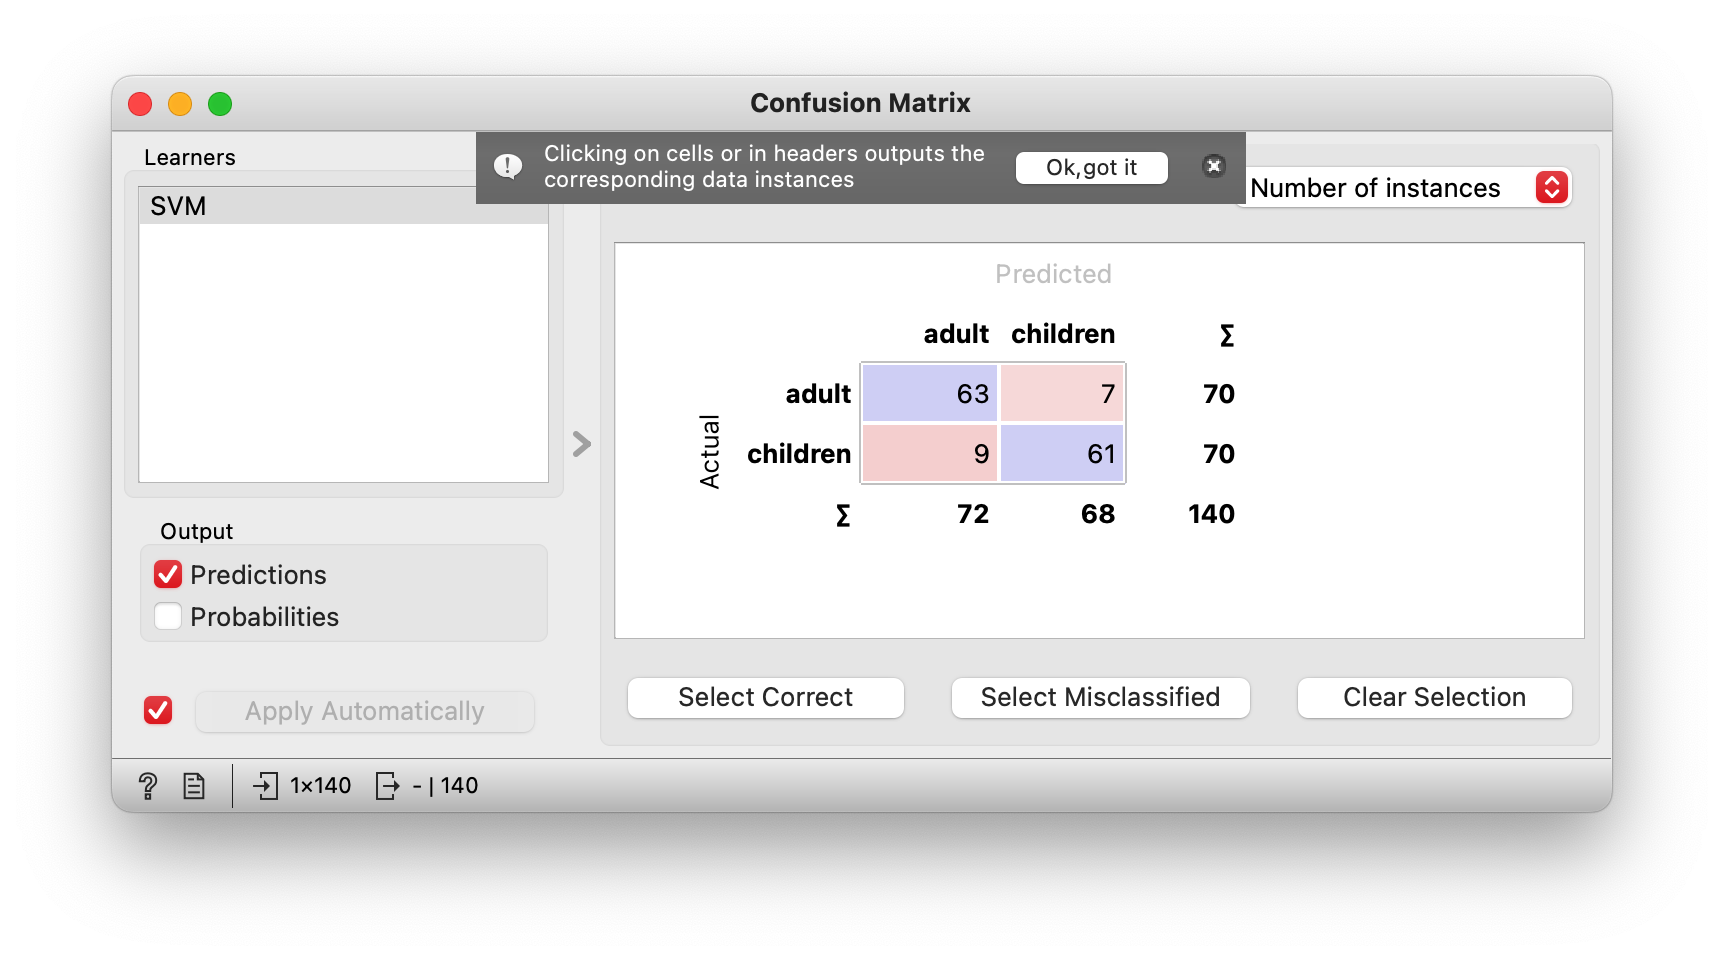 Confusion Matrix
Learners
SVM
Clicking on cells or in headers outputs the
corresponding data instances
Ok,got it
Number of instances
Predicted
adult children ∑
Actual
adult 63 7 70
children 9 61 70
∑ 72 68 140
Output
Predictions
Probabilities
Apply Automatically
Select Correct
Select Misclassified
Clear Selection
? 1×140 - | 140